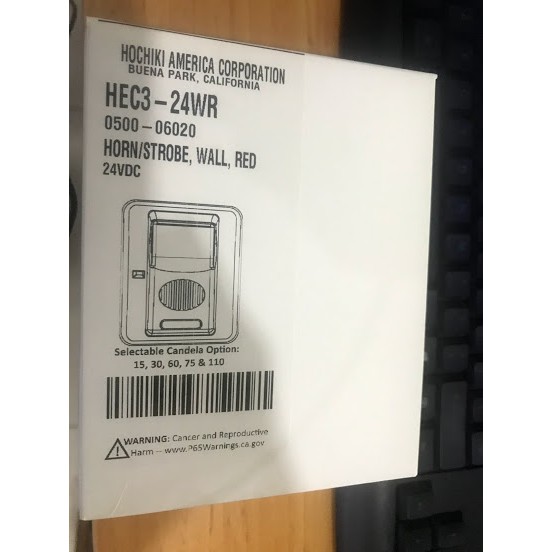 HOCHIKI AMERICA CORPORATION
BUENA PARK, CALIFORNIA
HEC3-24WR
0500-06020
HORN/STROBE, WALL, RED
24VDC
Selectable Candela Option:
15, 30, 60, 75 & 110
WARNING: Cancer and Reproductive
Harm -- www.P65Warnings.ca.gov